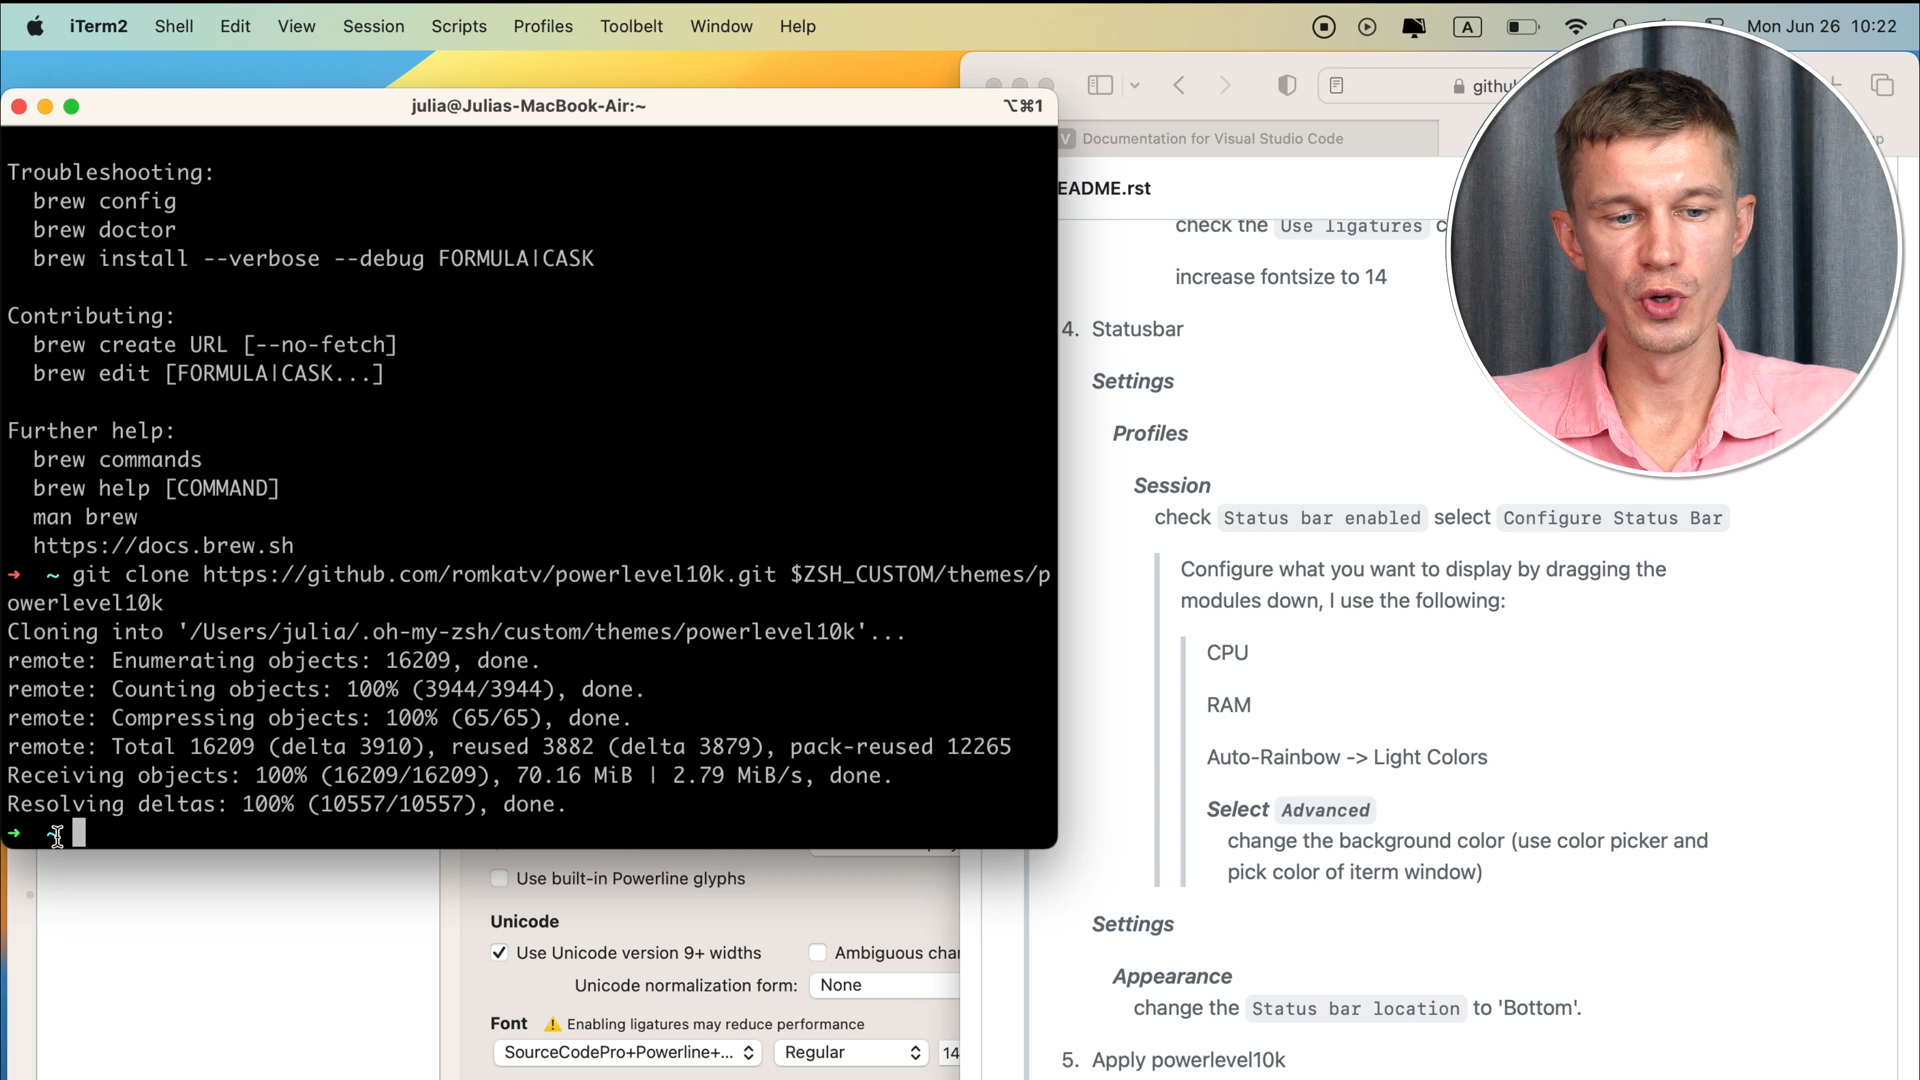 iTerm2 Shell Edit View Session Scripts Profiles Toolbelt Window Help
A
Mon Jun 26 10:22
julia@Julias-MacBook-Air:~
⌥⌘1
Troubleshooting:
brew config
brew doctor
brew install --verbose --debug FORMULA|CASK
Contributing:
brew create URL [--no-fetch]
brew edit [FORMULA|CASK...]
Further help:
brew commands
brew help [COMMAND]
man brew
https://docs.brew.sh
➜ ~ git clone https://github.com/romkatv/powerlevel10k.git $ZSH_CUSTOM/themes/p
owerlevel10k
Cloning into '/Users/julia/.oh-my-zsh/custom/themes/powerlevel10k'...
remote: Enumerating objects: 16209, done.
remote: Counting objects: 100% (3944/3944), done.
remote: Compressing objects: 100% (65/65), done.
remote: Total 16209 (delta 3910), reused 3882 (delta 3879), pack-reused 12265
Receiving objects: 100% (16209/16209), 70.16 MiB | 2.79 MiB/s, done.
Resolving deltas: 100% (10557/10557), done.
➜ ~
Use built-in Powerline glyphs
Unicode
Use Unicode version 9+ widths
Ambiguous char
Unicode normalization form: None
Font ⚠ Enabling ligatures may reduce performance
SourceCodePro+Powerline+... Regular 14
githu
V Documentation for Visual Studio Code
EADME.rst
check the Use ligatures c
increase fontsize to 14
4. Statusbar
Settings
Profiles
Session
check Status bar enabled select Configure Status Bar
Configure what you want to display by dragging the
modules down, I use the following:
CPU
RAM
Auto-Rainbow -> Light Colors
Select Advanced
change the background color (use color picker and
pick color of iterm window)
Settings
Appearance
change the Status bar location to 'Bottom'.
5. Apply powerlevel10k